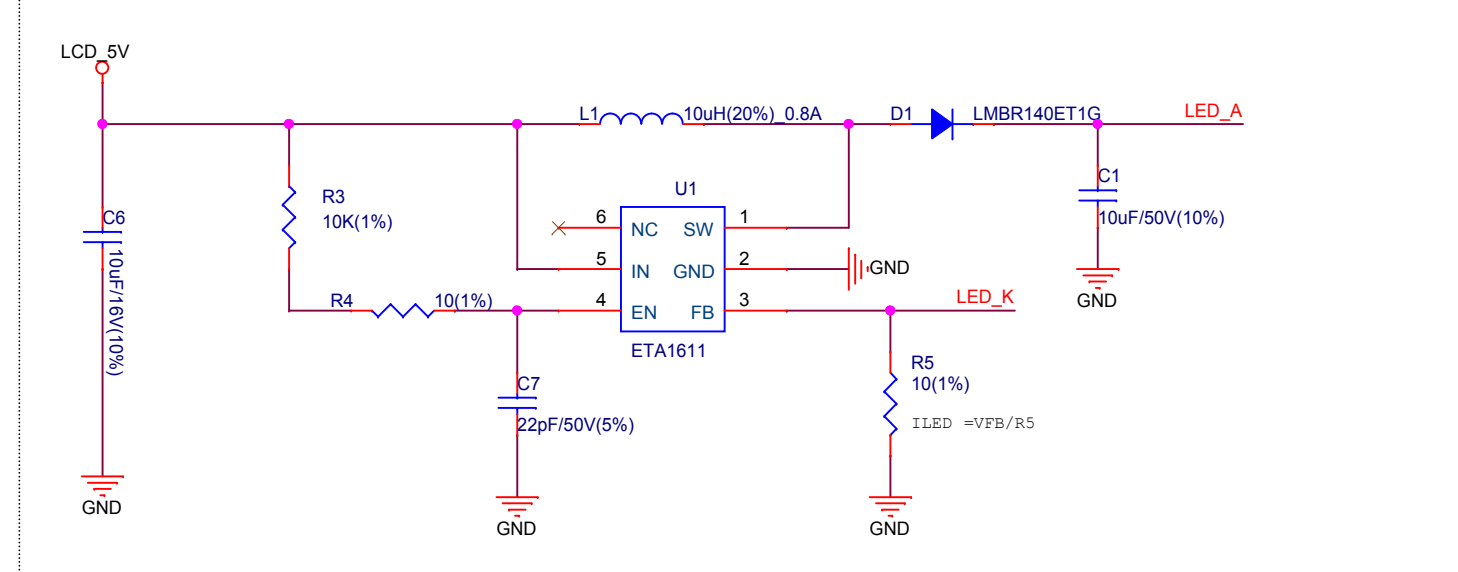 LCD_5V
L1
10uH(20%)_0.8A
D1
LMBR140ET1G
LED_A
C1
10uF/50V(10%)
GND
R3
10K(1%)
U1
6
NC
SW
1
5
IN
GND
2
GND
4
EN
FB
3
ETA1611
C6
10uF/16V(10%)
GND
R4
10(1%)
C7
22pF/50V(5%)
GND
LED_K
R5
10(1%)
ILED =VFB/R5
GND